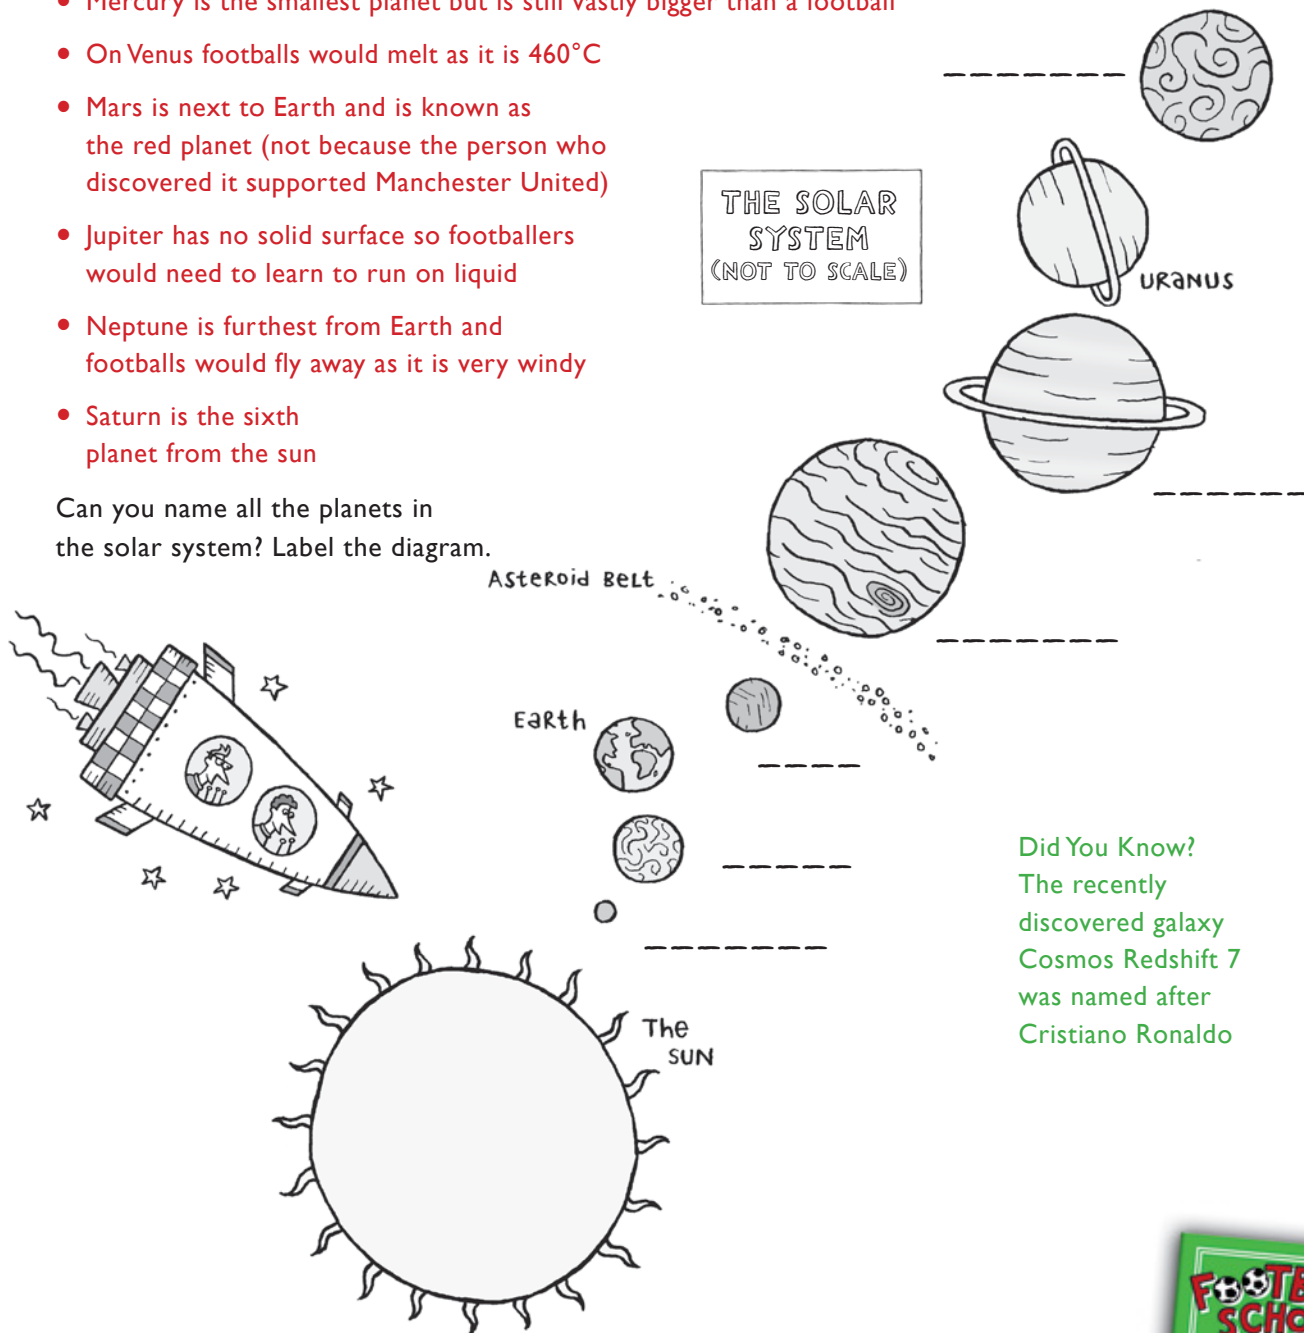 • Mercury is the smallest planet but is still vastly bigger than a football
• On Venus footballs would melt as it is 460°C
• Mars is next to Earth and is known as
the red planet (not because the person who
discovered it supported Manchester United)
• Jupiter has no solid surface so footballers
would need to learn to run on liquid
• Neptune is furthest from Earth and
footballs would fly away as it is very windy
• Saturn is the sixth
planet from the sun
Can you name all the planets in
the solar system? Label the diagram.
THE SOLAR
SYSTEM
(NOT TO SCALE)
URANUS
Asteroid Belt
Earth
The
SUN
Did You Know?
The recently
discovered galaxy
Cosmos Redshift 7
was named after
Cristiano Ronaldo